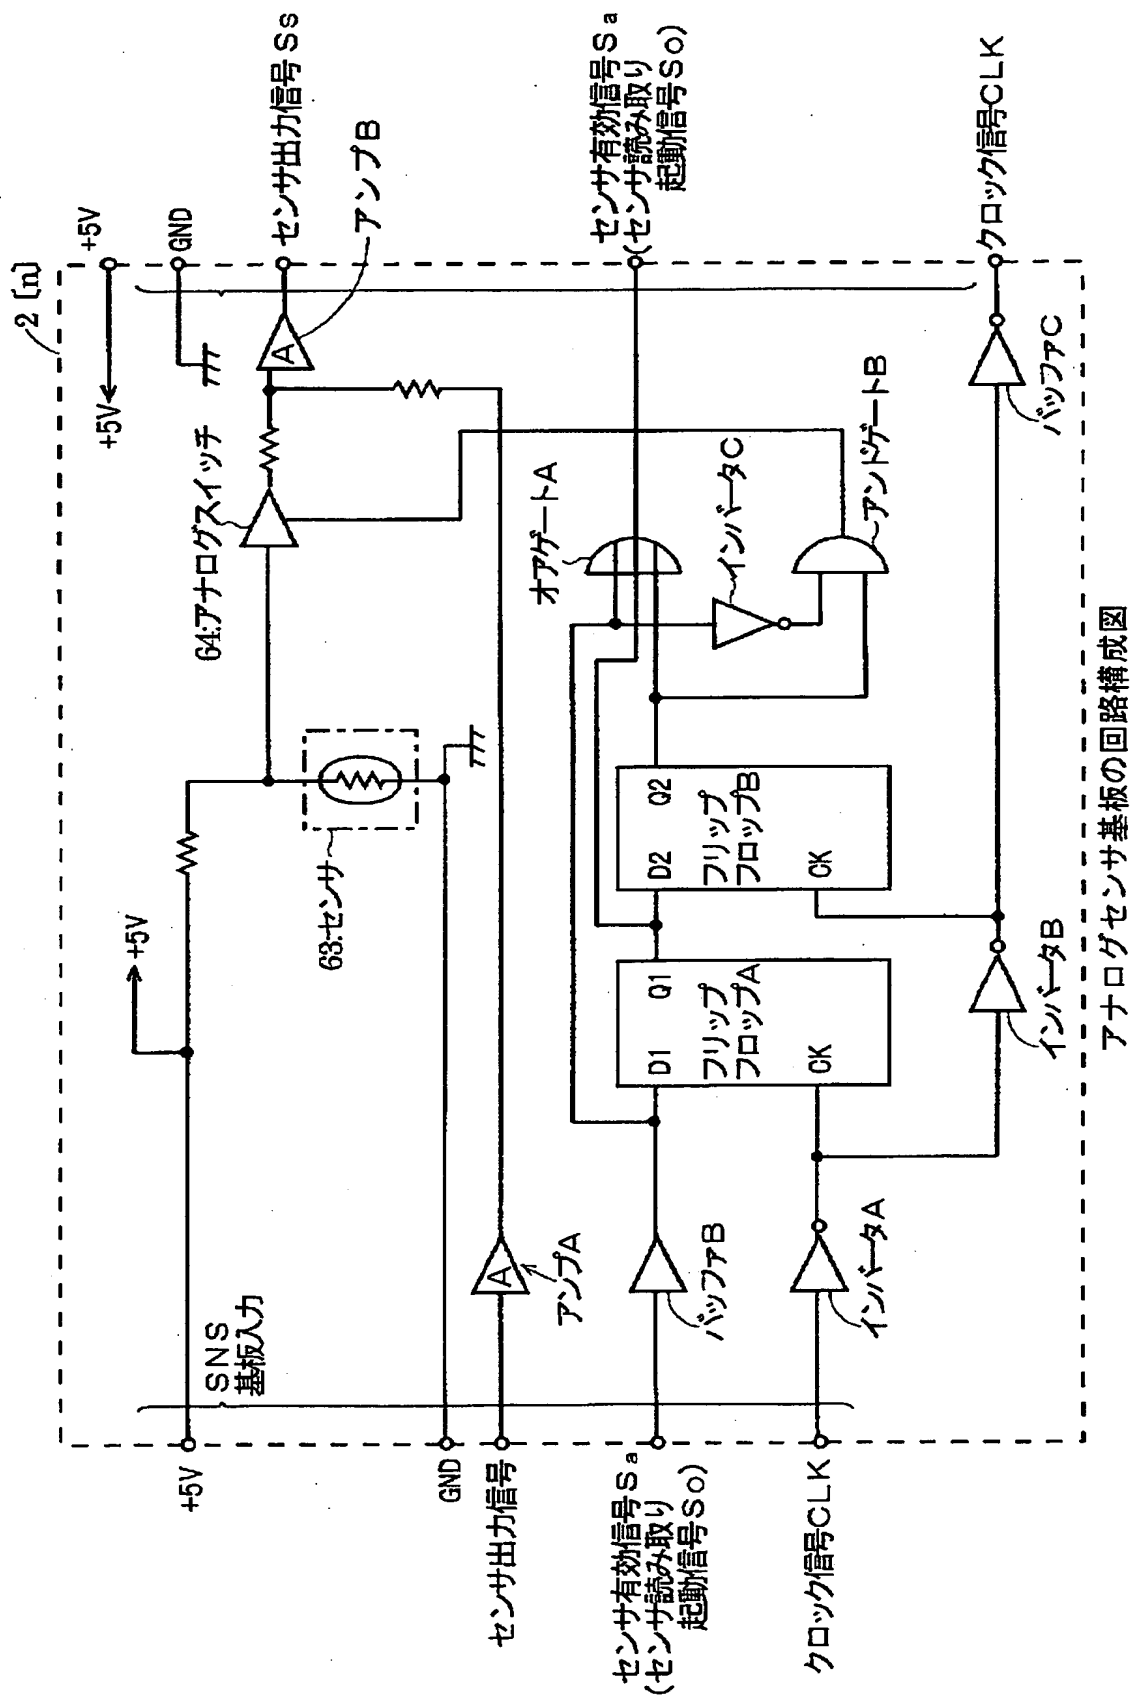 2 [n]
+5V
+5V
GND
センサ出力信号Ss
アンプB
64:アナログスイッチ
+5V
63:センサ
SNS
基板入力
+5V
GND
センサ出力信号
アンプA
A
A
センサ有効信号Sa
(センサ読み取り
起動信号So)
オアゲートA
インバータC
アンドゲートB
センサ有効信号Sa
(センサ読み取り
起動信号So)
バッファB
D1
Q1
フリップ
フロップA
CK
D2
Q2
フリップ
フロップB
CK
クロック信号CLK
インバータA
インバータB
バッファC
クロック信号CLK
アナログセンサ基板の回路構成図